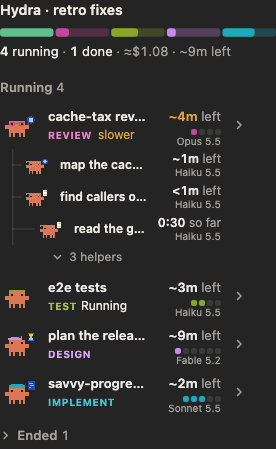 Hydra · retro fixes
4 running · 1 done · ≈$1.08 · ~9m left
Running 4
cache-tax rev... ~4m left
REVIEW slower
Opus 5.5
map the cac... ~1m left
Haiku 5.5
find callers o... <1m left
Haiku 5.5
read the g... 0:30 so far
Haiku 5.5
3 helpers
e2e tests ~3m left
TEST Running
Haiku 5.5
plan the relea... ~9m left
DESIGN
Fable 5.2
savvy-progre... ~2m left
IMPLEMENT
Sonnet 5.5
Ended 1